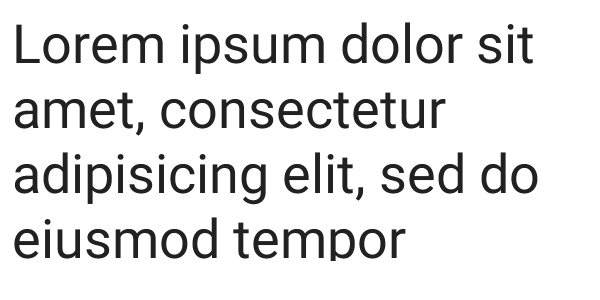 Lorem ipsum dolor sit
amet, consectetur
adipisicing elit, sed do
eiusmod tempor